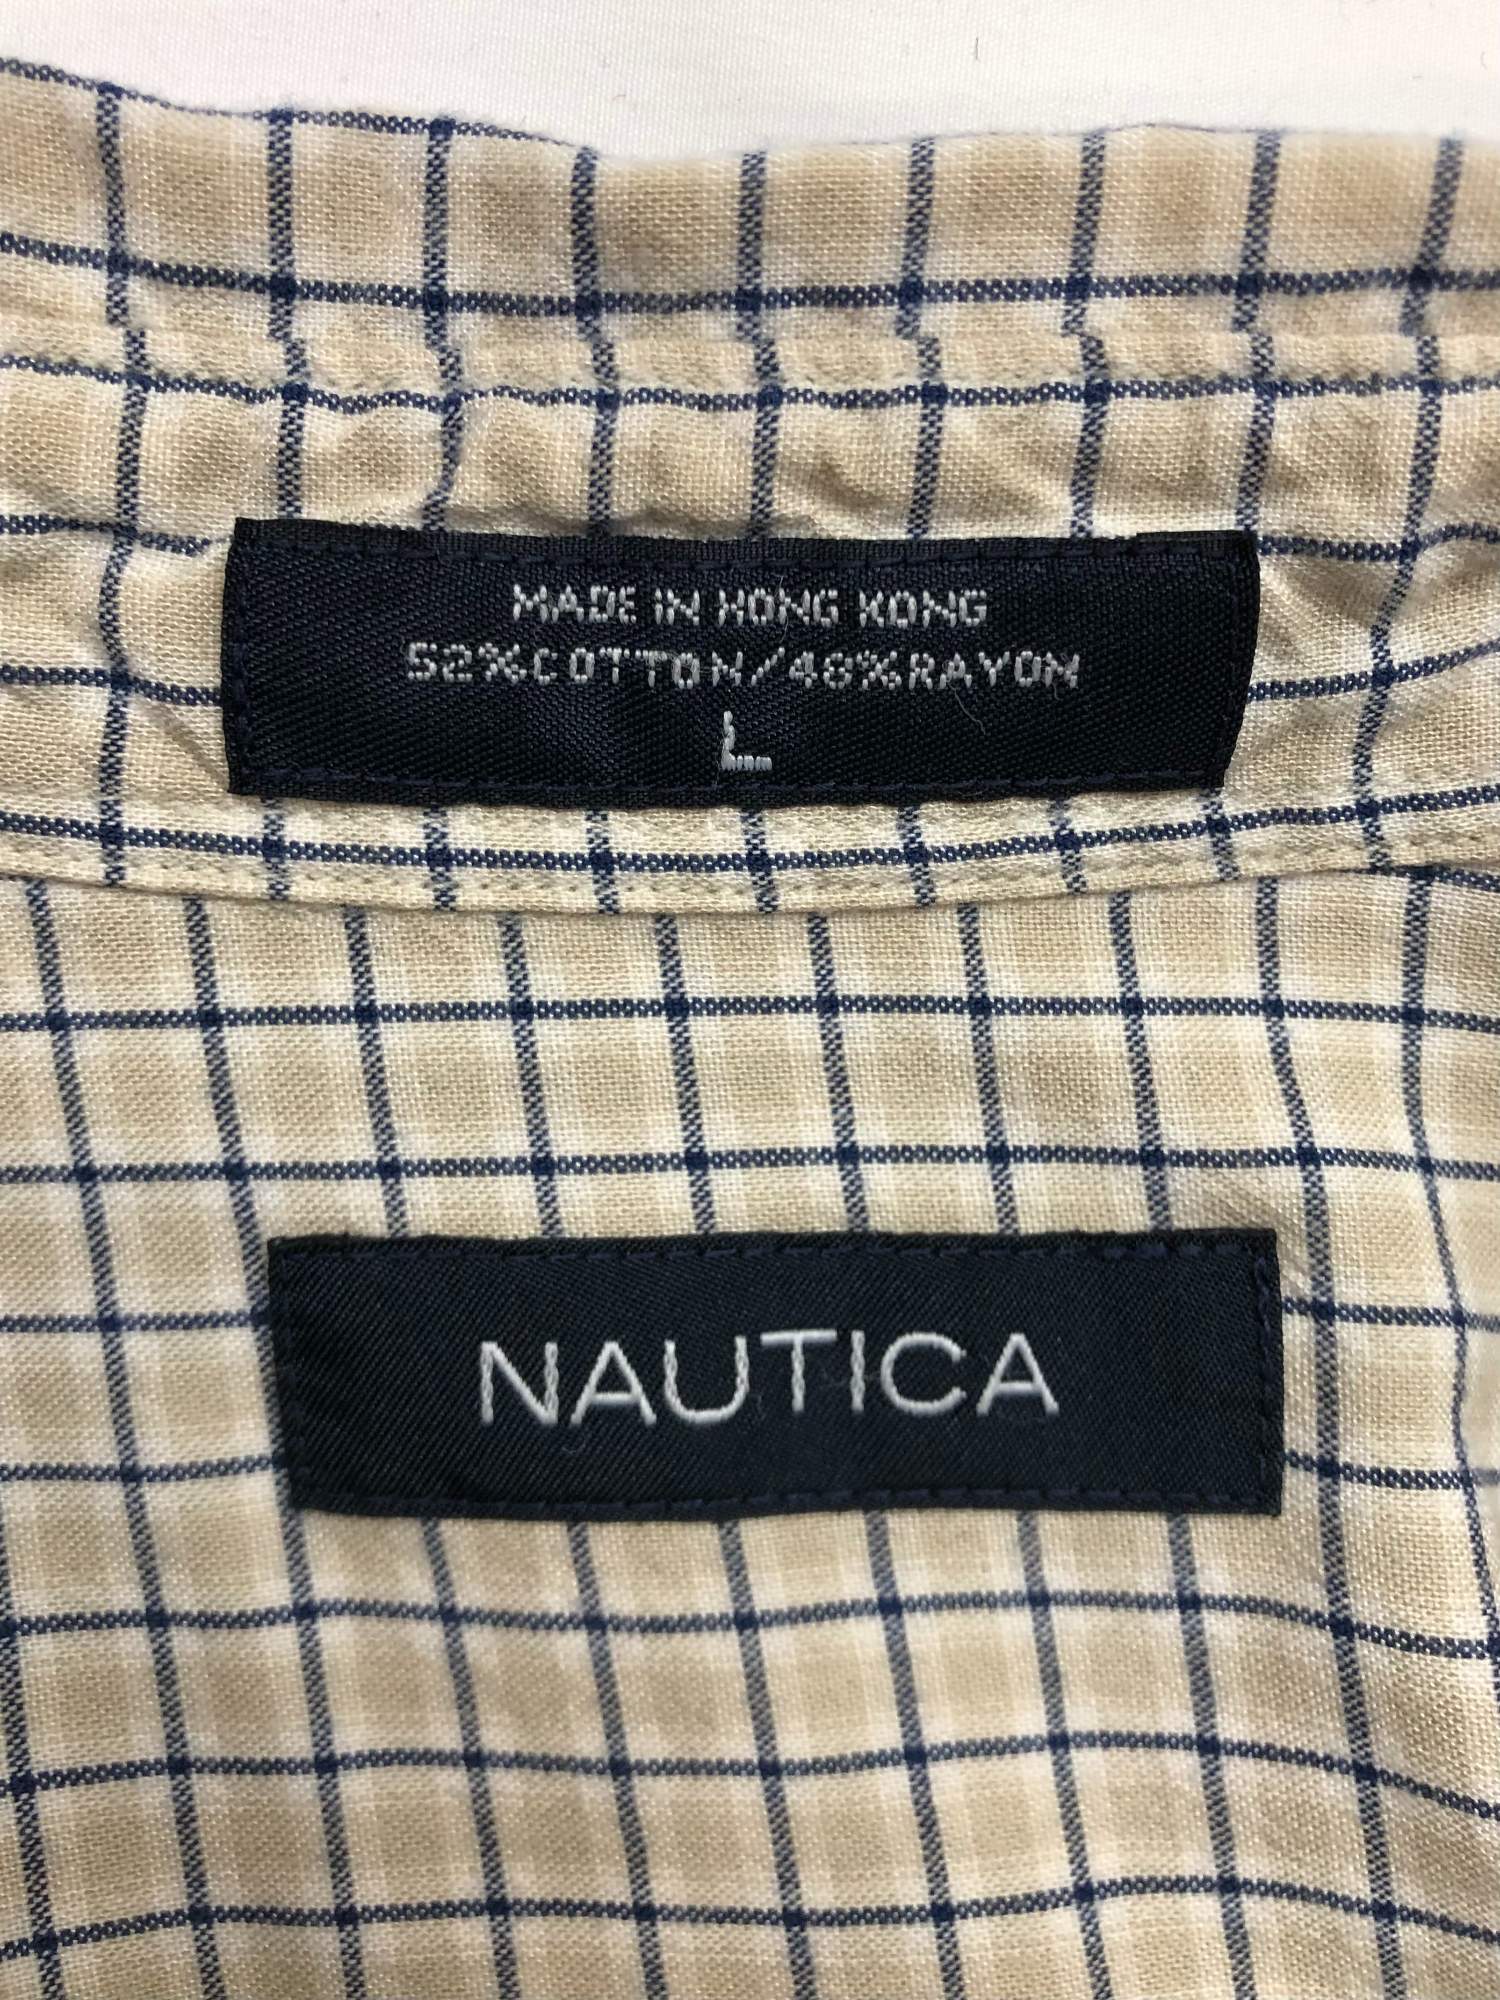 MADE IN HONG KONG
52%COTTON/48%RAYON
L
NAUTICA